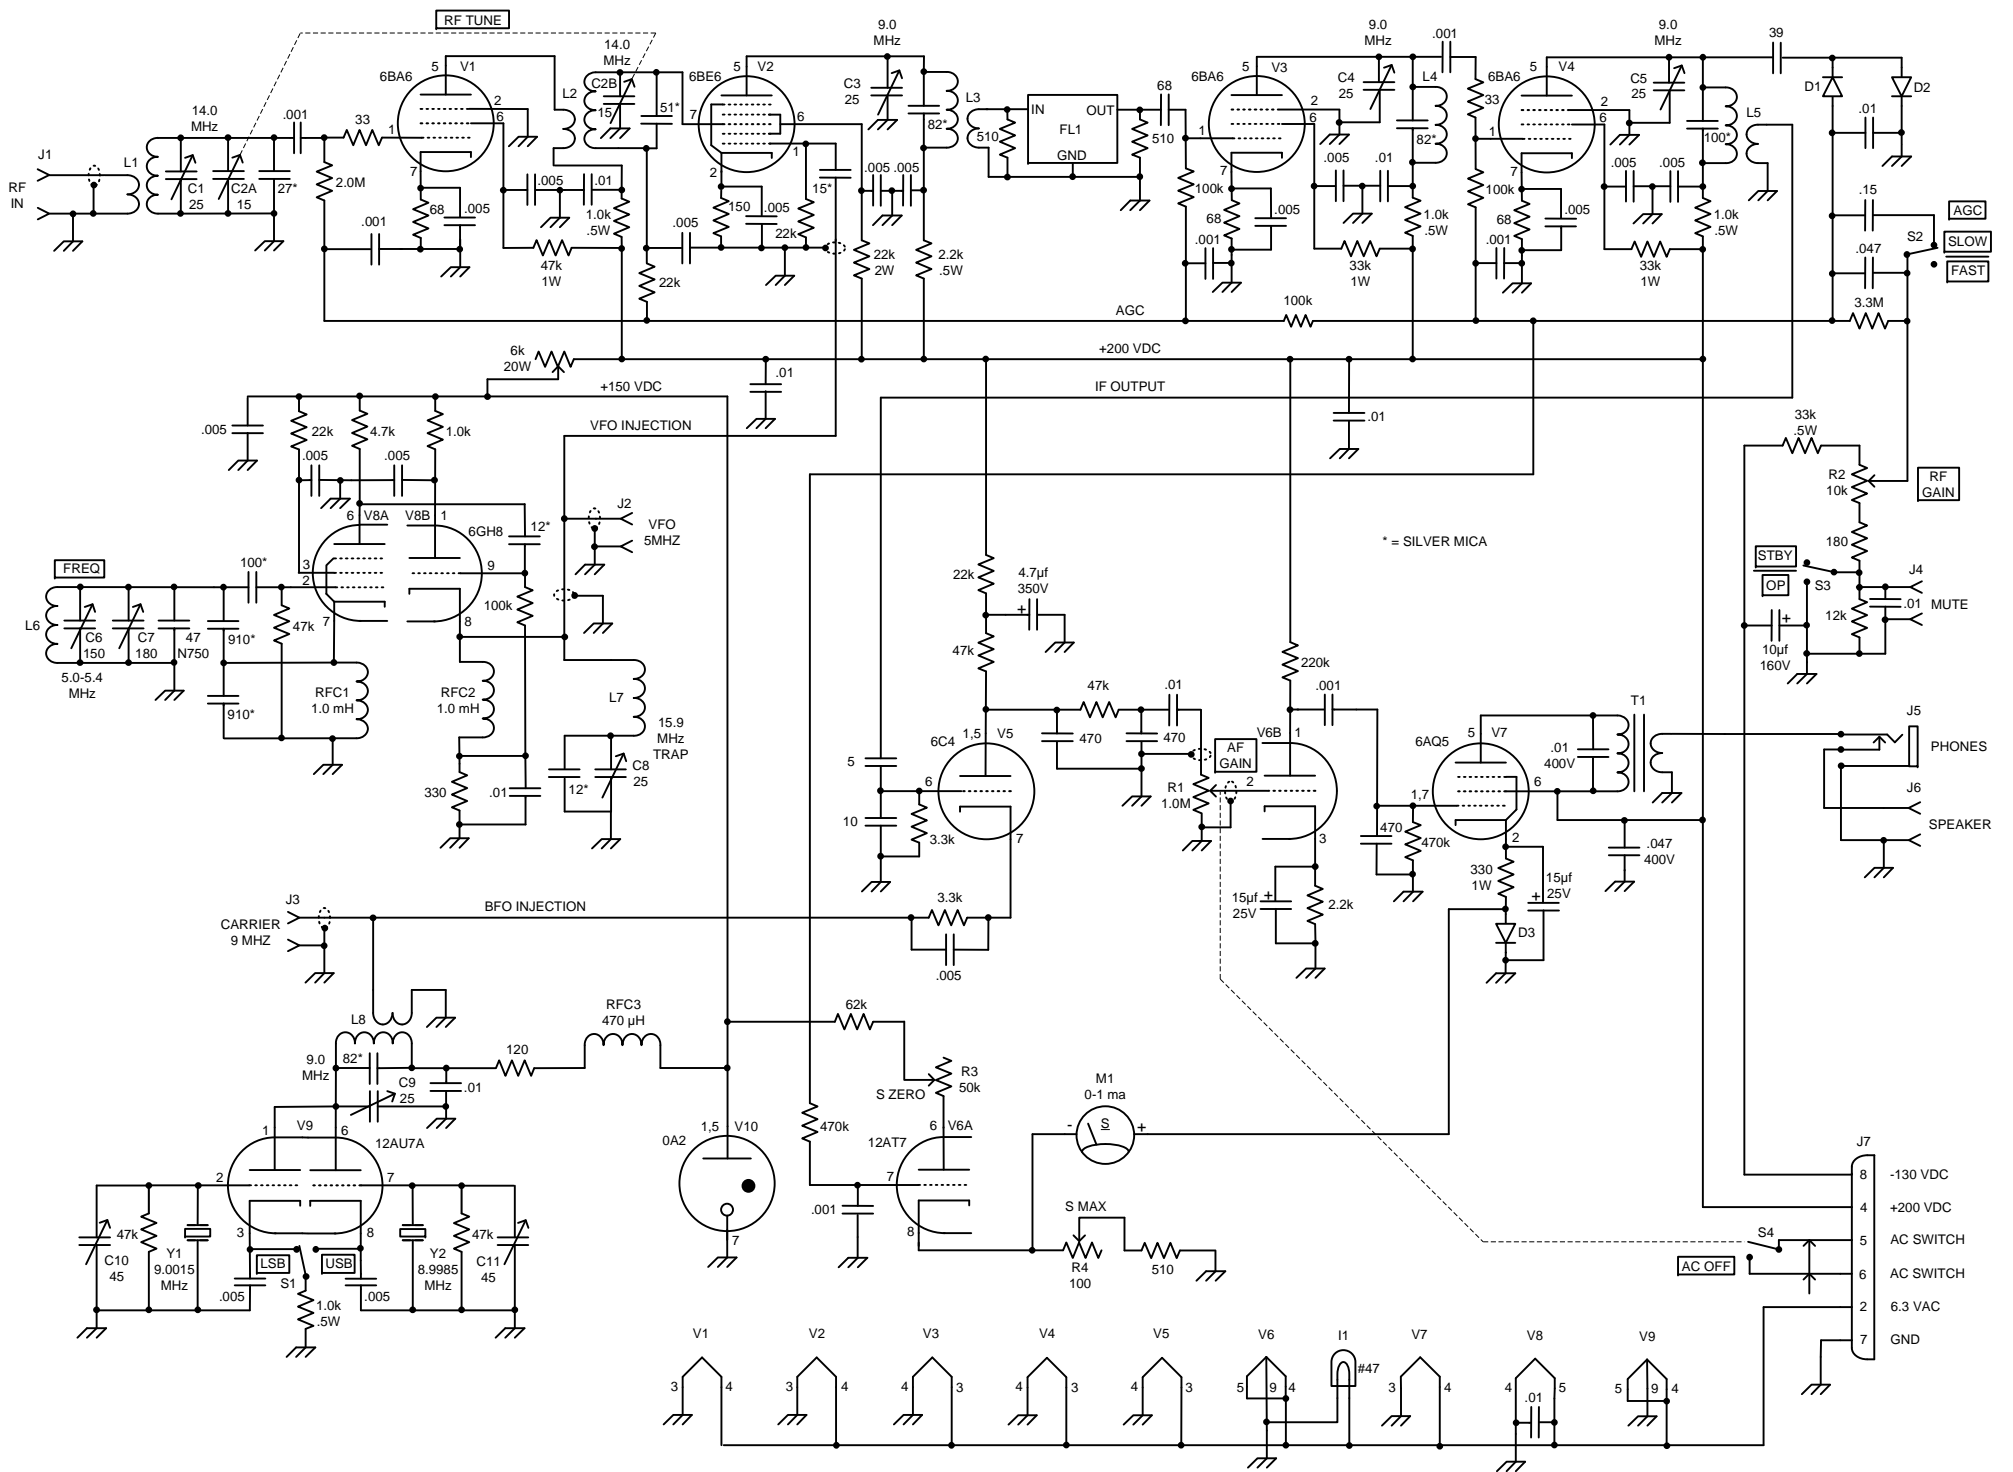 RF TUNE
14.0
MHz
J1
RF
IN
L1
C1
25
C2A
15
27*
.001
33
2.0M
.001
6BA6
V1
5
2
6
1
7
68
.005
.005
.01
47k
1W
1.0k
.5W
L2
14.0
MHz
C2B
15
51*
22k
6BE6
V2
5
7
6
1
2
150
.005
.005
22k
15*
9.0
MHz
C3
25
82*
.005
.005
22k
2W
2.2k
.5W
L3
510
IN
OUT
FL1
GND
510
68
6BA6
V3
5
2
6
1
7
100k
68
.005
.001
9.0
MHz
C4
25
82*
L4
.005
.01
1.0k
.5W
33k
1W
.001
33
6BA6
V4
5
2
6
1
7
100k
68
.005
.001
9.0
MHz
C5
25
100*
L5
.005
.005
1.0k
.5W
33k
1W
39
D1
D2
.01
.15
.047
3.3M
AGC
S2
SLOW
FAST
AGC
100k
+200 VDC
6k
20W
.01
+150 VDC
IF OUTPUT
.01
VFO INJECTION
.005
22k
4.7k
1.0k
.005
.005
6
V8A
V8B
1
6GH8
3
2
7
9
8
12*
100k
J2
VFO
5MHZ
FREQ
L6
C6
150
C7
180
47
N750
5.0-5.4
MHz
100*
910*
910*
47k
RFC1
1.0 mH
RFC2
1.0 mH
330
.01
L7
15.9
MHz
TRAP
12*
C8
25
* = SILVER MICA
33k
.5W
R2
10k
RF
GAIN
180
STBY
OP
S3
J4
MUTE
.01
12k
10µf
160V
22k
4.7µf
350V
47k
6C4
V5
1,5
6
7
5
10
3.3k
47k
470
470
.01
AF
GAIN
R1
1.0M
V6B
1
2
3
220k
.001
15µf
25V
2.2k
470
470k
6AQ5
V7
5
6
1,7
2
330
1W
15µf
25V
D3
.01
400V
T1
.047
400V
J5
PHONES
J6
SPEAKER
J3
CARRIER
9 MHZ
BFO INJECTION
3.3k
.005
L8
9.0
MHz
82*
C9
25
.01
120
RFC3
470 µH
V9
12AU7A
1
6
2
7
3
8
C10
45
47k
Y1
9.0015
MHz
LSB
S1
USB
.005
.005
1.0k
.5W
Y2
8.9985
MHz
47k
C11
45
0A2
1,5
V10
7
62k
R3
50k
S ZERO
470k
.001
12AT7
6
V6A
7
8
M1
0-1 ma
-
S
+
S MAX
R4
100
510
J7
8
-130 VDC
4
+200 VDC
5
AC SWITCH
6
AC SWITCH
2
6.3 VAC
7
GND
S4
AC OFF
V1
3
4
V2
3
4
V3
4
3
V4
4
3
V5
4
3
V6
5
9
4
I1
#47
V7
3
4
V8
4
5
.01
V9
5
9
4